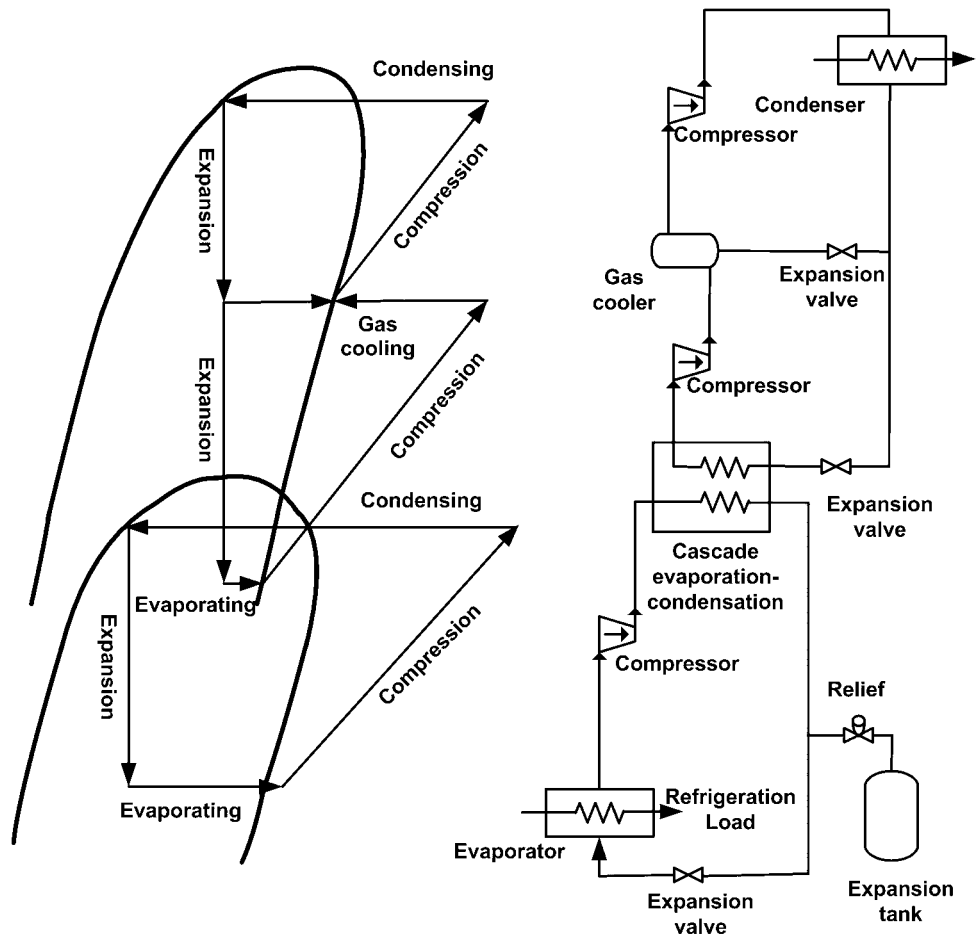 Condensing
Expansion
Compression
Gas
cooling
Expansion
Compression
Condensing
Evaporating
Expansion
Compression
Evaporating
Condenser
Compressor
Gas
cooler
Expansion
valve
Compressor
Expansion
valve
Cascade
evaporation-
condensation
Compressor
Relief
Refrigeration
Load
Evaporator
Expansion
valve
Expansion
tank